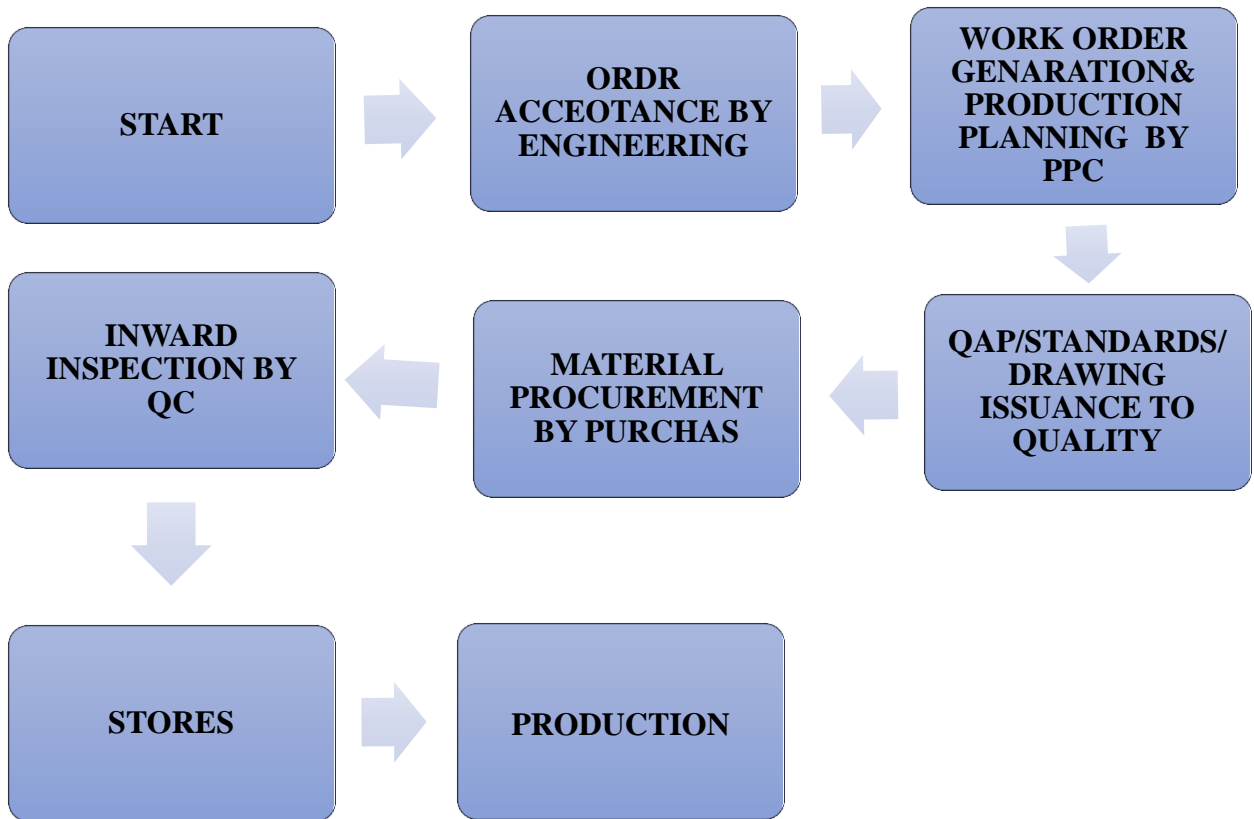 START
ORDR
ACCEOTANCE BY
ENGINEERING
WORK ORDER
GENARATION&
PRODUCTION
PLANNING BY
PPC
QAP/STANDARDS/
DRAWING
ISSUANCE TO
QUALITY
MATERIAL
PROCUREMENT
BY PURCHAS
INWARD
INSPECTION BY
QC
STORES
PRODUCTION